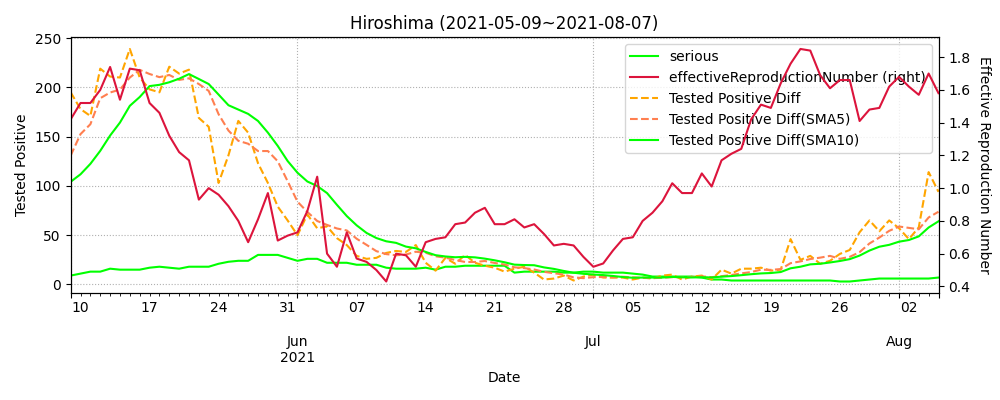 Hiroshima (2021-05-09~2021-08-07)
250
200
150
100
50
0
Tested Positive
serious
effectiveReproductionNumber (right)
Tested Positive Diff
Tested Positive Diff(SMA5)
Tested Positive Diff(SMA10)
1.8
1.6
1.4
1.2
1.0
0.8
0.6
0.4
Effective Reproduction Number
10 17 24 31 07 14 21 28 05 12 19 26 02
Jun Jul Aug
2021
Date